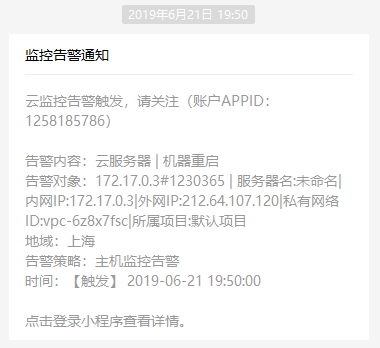 2019年6月21日 19:50
监控告警通知
云监控告警触发，请关注（账户APPID：
1258185786）
告警内容：云服务器 | 机器重启
告警对象：172.17.0.3#1230365 | 服务器名:未命名|
内网IP:172.17.0.3|外网IP:212.64.107.120|私有网络
ID:vpc-6z8x7fsc|所属项目:默认项目
地域：上海
告警策略：主机监控告警
时间：【触发】 2019-06-21 19:50:00
点击登录小程序查看详情。